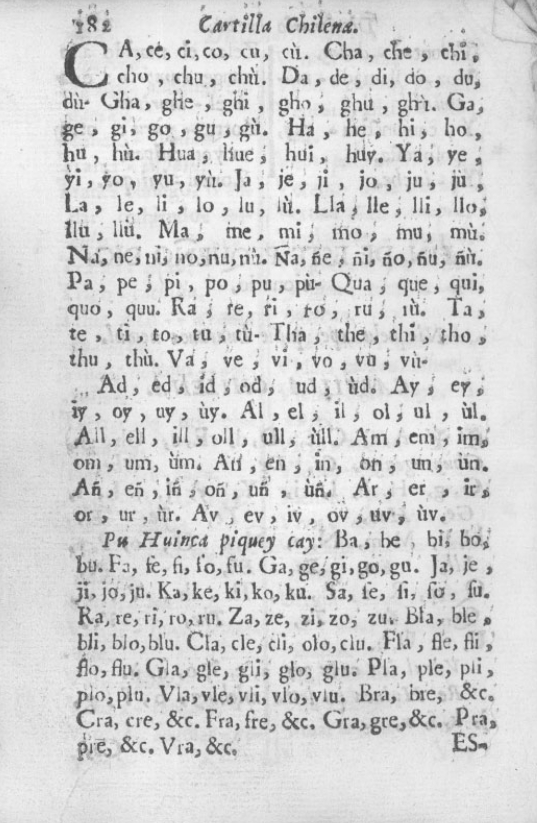 182 Cartilla Chilena.
CA, ce, ci, co, cu, cù. Cha, che, chi,
cho, chu, chù. Da, de, di, do, du,
dù- Gha, ghe, ghi, gho, ghu, ghù. Ga,
ge, gi, go, gu, gù. Ha, he, hi, ho,
hu, hù. Hua, hue, hui, huy. Ya, ye,
yi, yo, yu, yù. Ja, je, ji, jo, ju, jù,
La, le, li, lo, lu, lù. Lla, lle, lli, llo,
llu, llù. Ma, me, mi, mo, mu, mù.
Na, ne, ni, no, nu, nù. Ña, ñe, ñi, ño, ñu, ñù.
Pa, pe, pi, po, pu, pù- Qua, que, qui,
quo, quu. Ra, re, ri, ro, ru, rù. Ta,
te, ti, to, tu, tù- Tha, the, thi, tho,
thu, thù. Va, ve, vi, vo, vu, vù-
Ad, ed, id, od, ud, ùd. Ay, ey,
iy, oy, uy, ùy. Al, el, il, ol, ul, ùl.
All, ell, ill, oll, ull, ùll. Am, em, im,
om, um, ùm. An, en, in, on, un, ùn.
Añ, eñ, iñ, oñ, uñ, ùñ. Ar, er, ir,
or, ur, ùr. Av, ev, iv, ov, uv, ùv.
Pu Huinca piquey cay: Ba, be, bi, bo,
bu. Fa, fe, fi, fo, fu. Ga, ge, gi, go, gu. Ja, je,
ji, jo, ju. Ka, ke, ki, ko, ku. Sa, se, si, so, su.
Ra, re, ri, ro, ru. Za, ze, zi, zo, zu. Bla, ble,
bli, blo, blu. Cla, cle, cli, olo, clu. Fla, fle, fli,
flo, flu. Gla, gle, gli, glo, glu. Pla, ple, pli,
plo, plu. Vla, vle, vli, vlo, vlu. Bra, bre, &c.
Cra, cre, &c. Fra, fre, &c. Gra, gre, &c. Pra,
pre, &c. Vra, &c. ES-